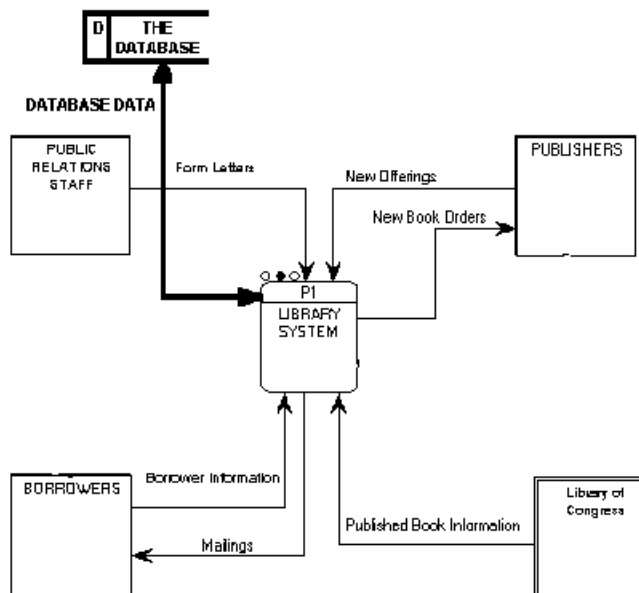 D THE
DATABASE
DATABASE DATA
PUBLIC
RELATIONS
STAFF
Form Letters
New Offerings
PUBLISHERS
New Book Orders
P1
LIBRARY
SYSTEM
BORROWERS
Borrower Information
Mailings
Published Book Information
Library of
Congress